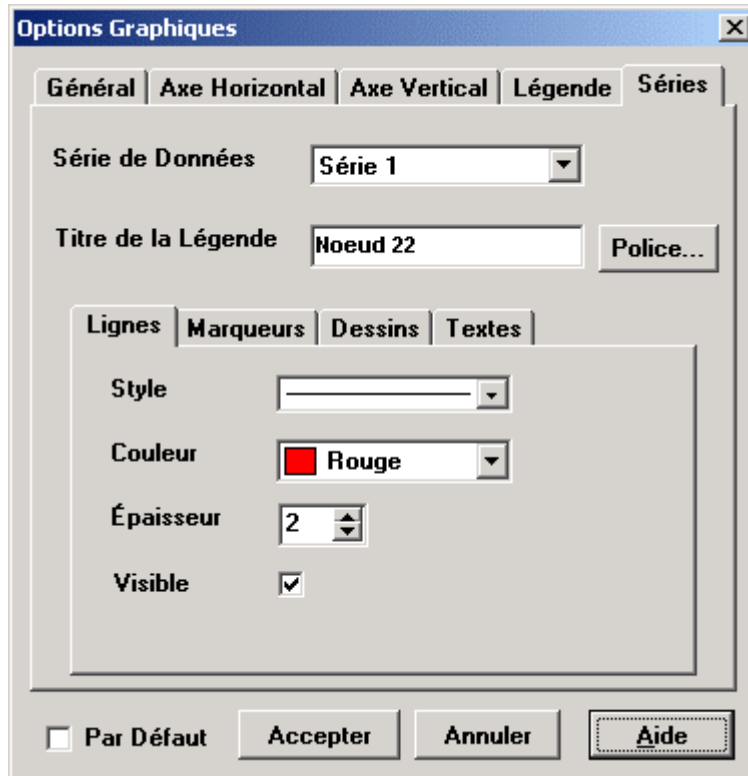 Options Graphiques
Général Axe Horizontal Axe Vertical Légende Séries
Série de Données Série 1
Titre de la Légende Noeud 22 Police...
Lignes Marqueurs Dessins Textes
Style
Couleur Rouge
Épaisseur 2
Visible
Par Défaut Accepter Annuler Aide